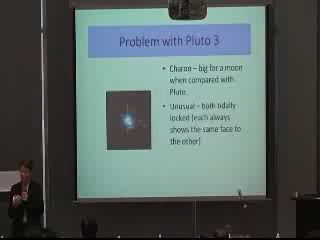 Problem with Pluto 3
• Charon – big for a moon
when compared with
Pluto.
• Unusual – both tidally
locked (each always
shows the same face to
the other)